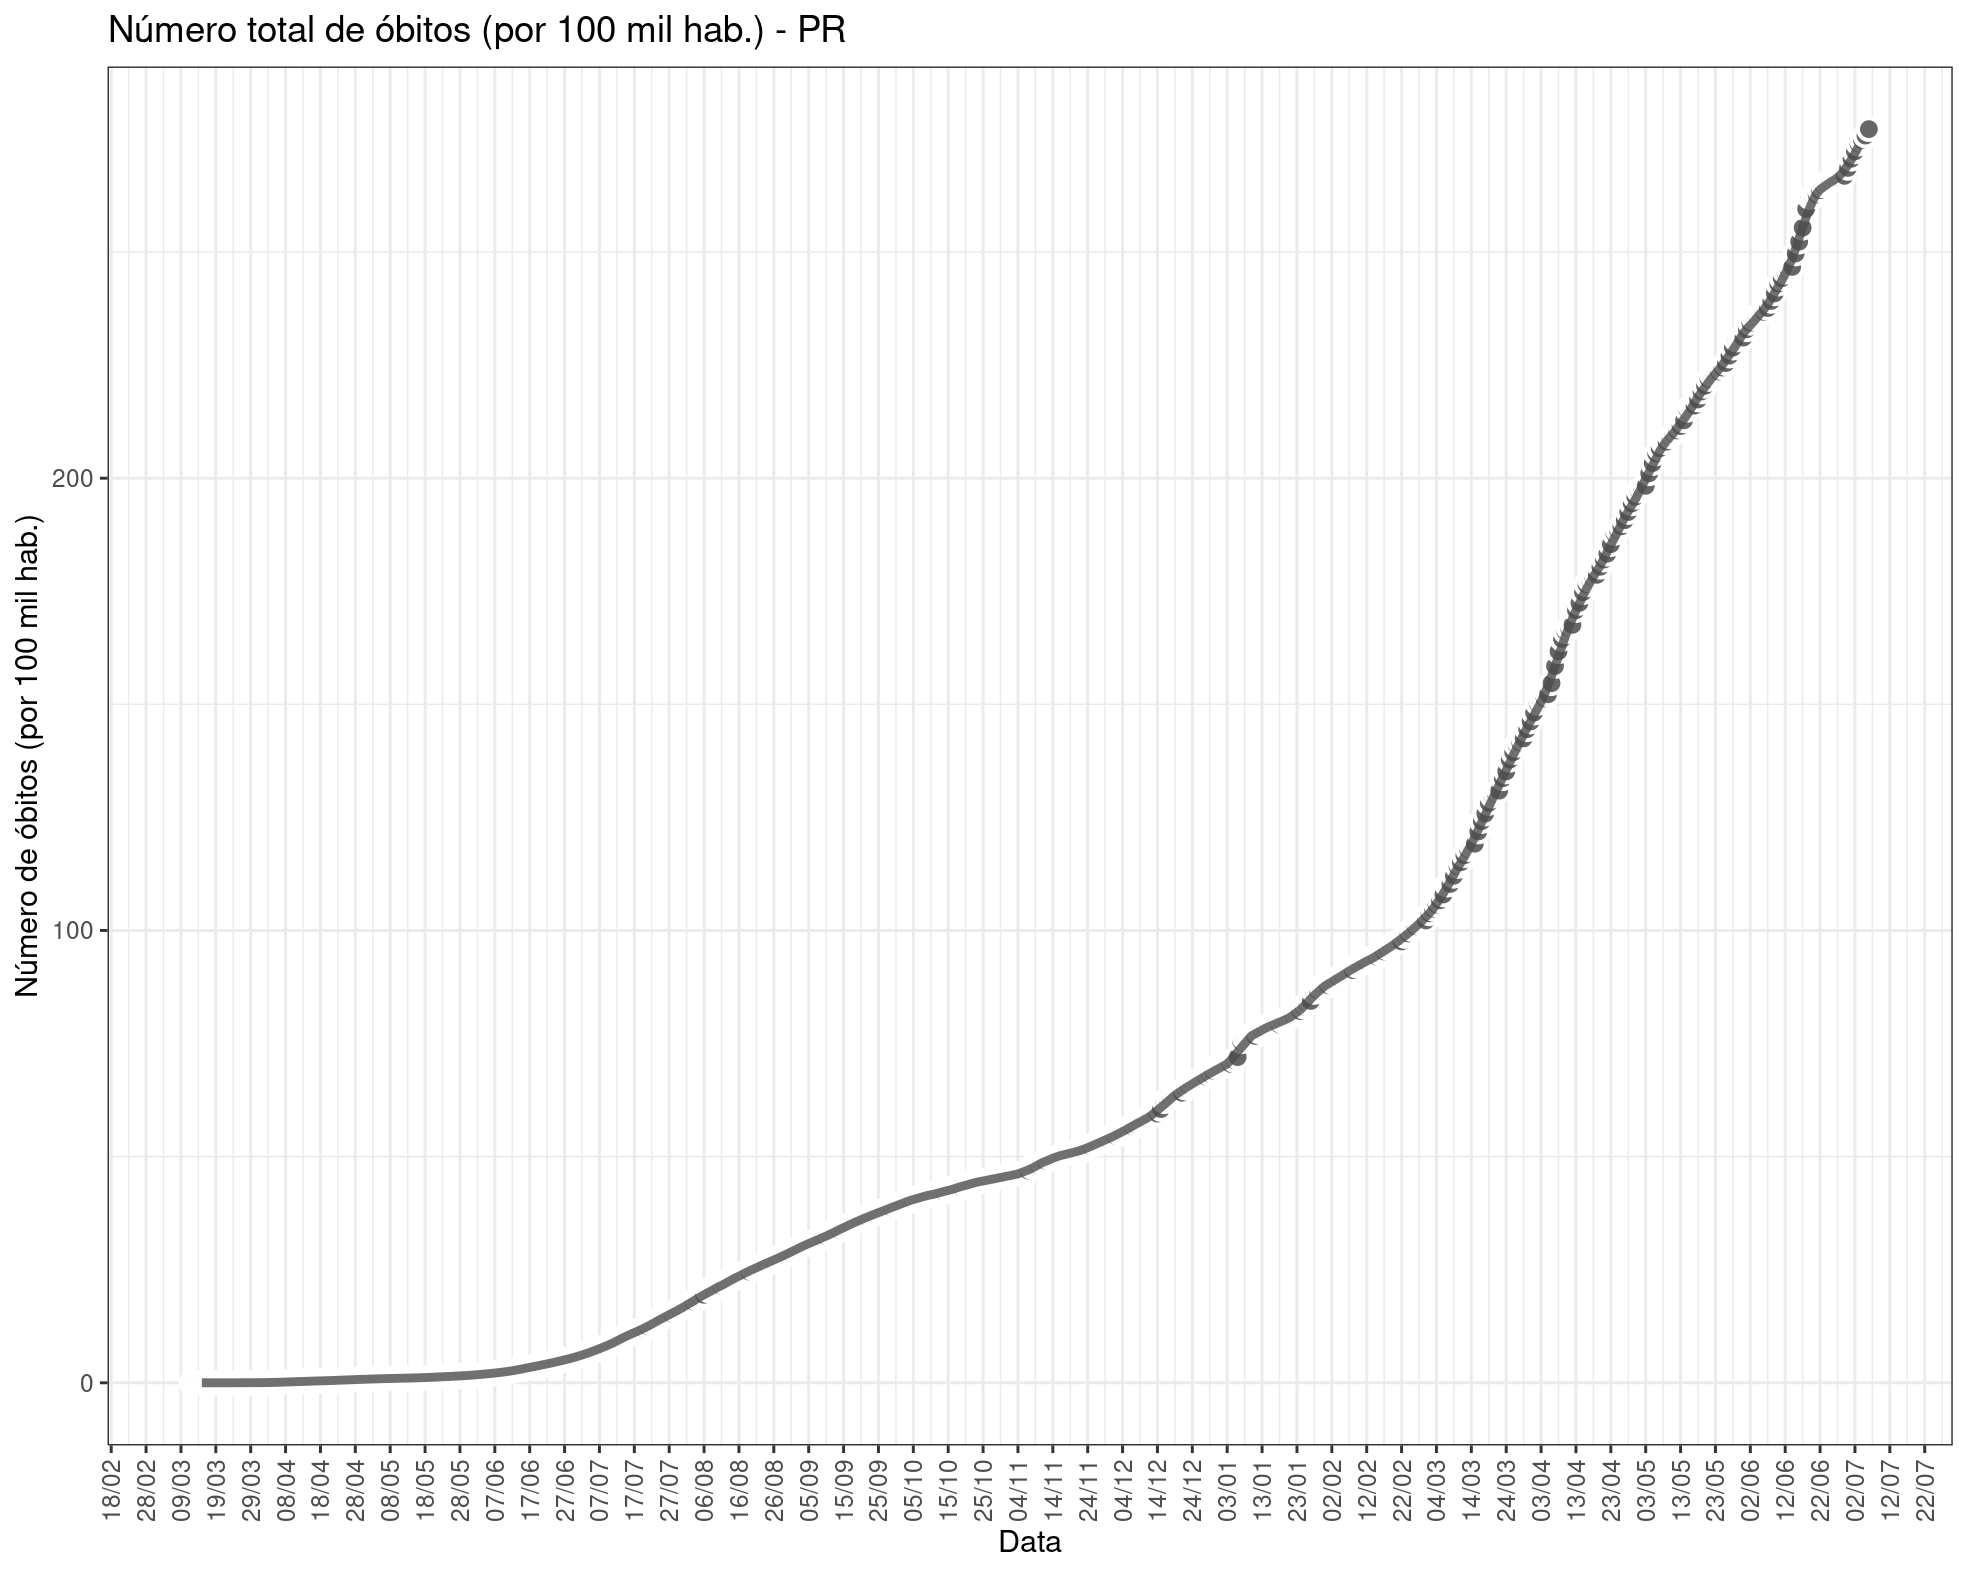 Número total de óbitos (por 100 mil hab.) - PR
Número de óbitos (por 100 mil hab.)
200
100
0
18/02 28/02 09/03 19/03 29/03 08/04 18/04 28/04 08/05 18/05 28/05 07/06 17/06 27/06 07/07 17/07 27/07 06/08 16/08 26/08 05/09 15/09 25/09 05/10 15/10 25/10 04/11 14/11 24/11 04/12 14/12 24/12 03/01 13/01 23/01 02/02 12/02 22/02 04/03 14/03 24/03 03/04 13/04 23/04 03/05 13/05 23/05 02/06 12/06 22/06 02/07 12/07 22/07
Data